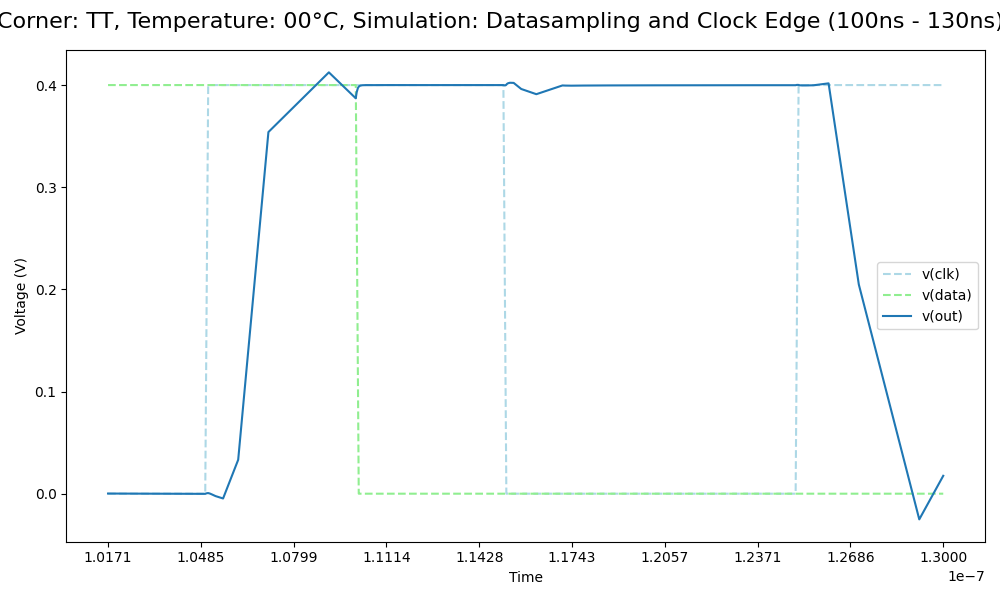 Corner: TT, Temperature: 00°C, Simulation: Datasampling and Clock Edge (100ns - 130ns)
0.4
0.3
0.2
0.1
0.0
Voltage (V)
v(clk)
v(data)
v(out)
1.0171 1.0485 1.0799 1.1114 1.1428 1.1743 1.2057 1.2371 1.2686 1.3000
1e−7
Time